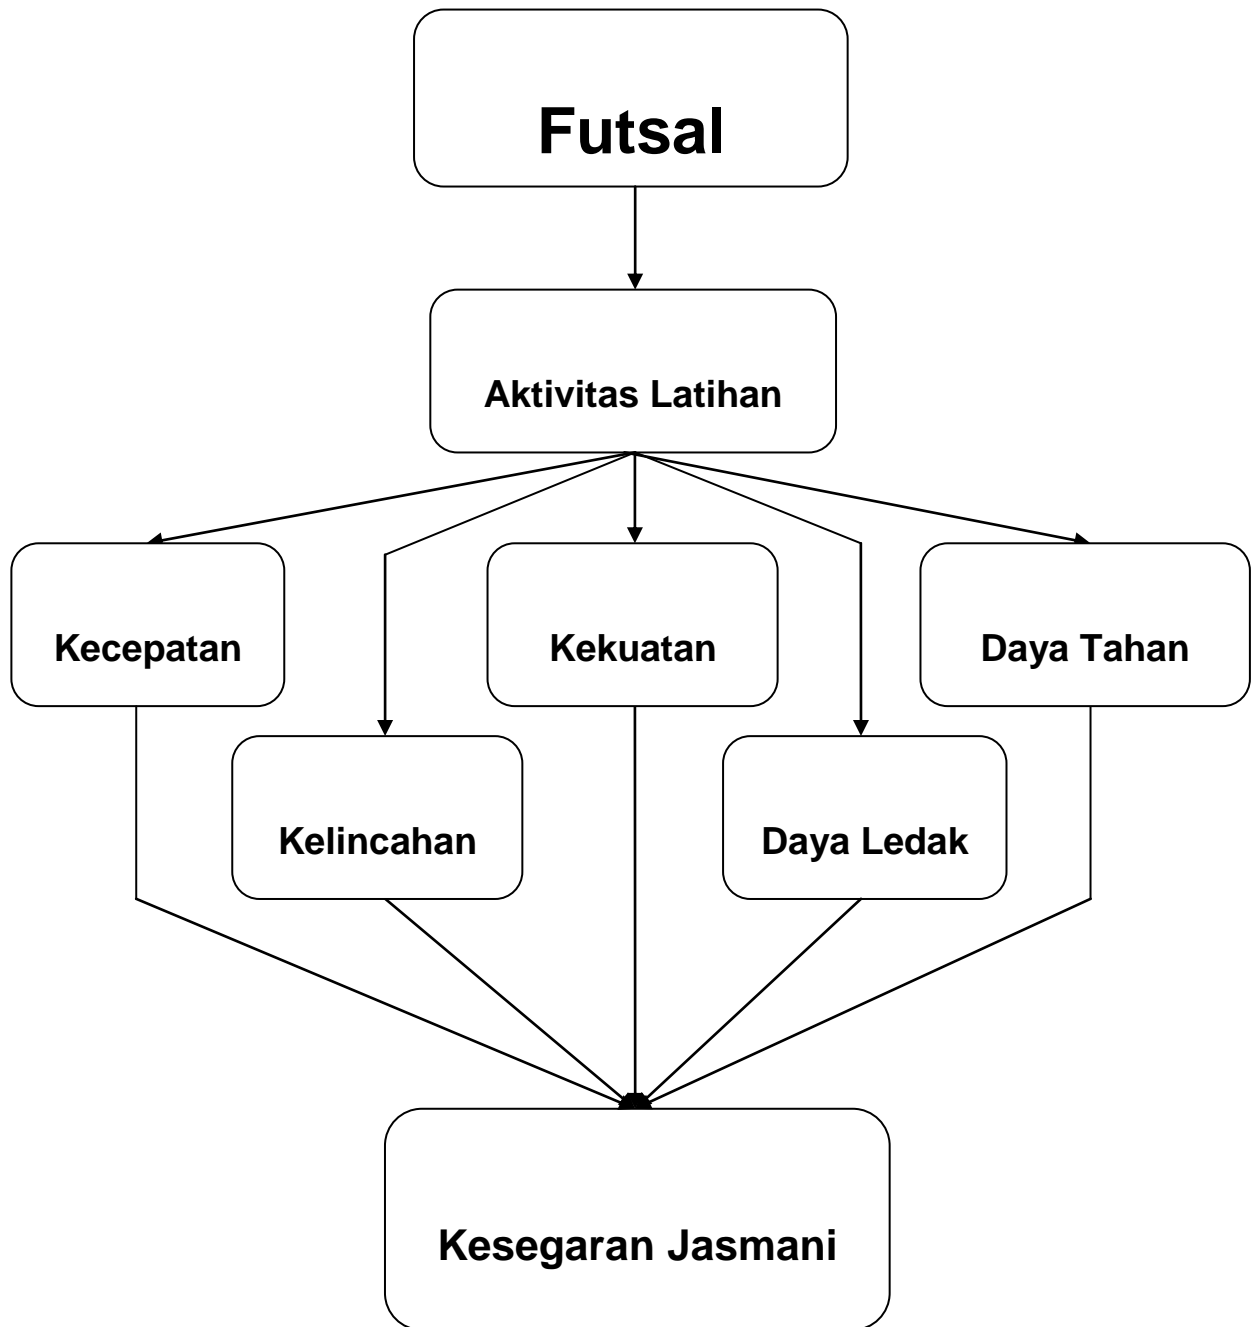 Futsal
Aktivitas Latihan
Kecepatan
Kekuatan
Daya Tahan
Kelincahan
Daya Ledak
Kesegaran Jasmani